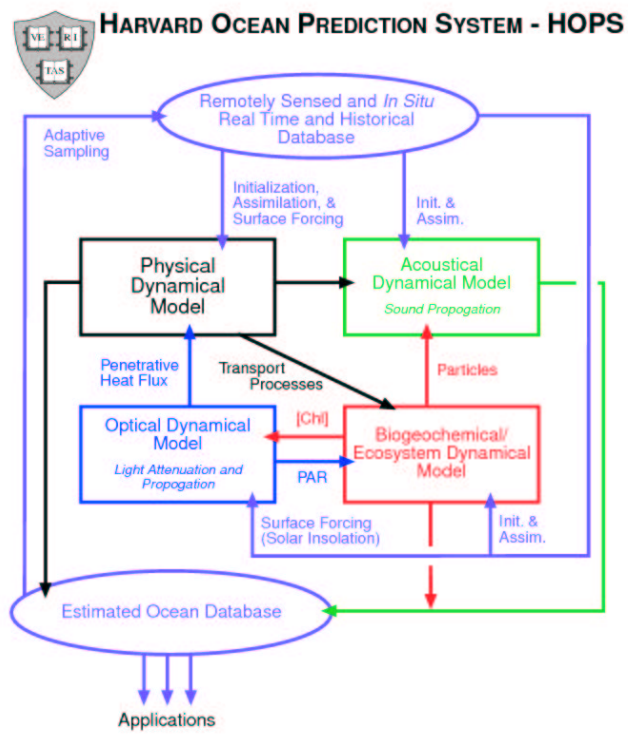 VE RI
TAS
HARVARD OCEAN PREDICTION SYSTEM - HOPS
Remotely Sensed and In Situ
Real Time and Historical
Database
Adaptive
Sampling
Initialization,
Assimilation, &
Surface Forcing
Init. &
Assim.
Physical
Dynamical
Model
Acoustical
Dynamical Model
Sound Propogation
Penetrative
Heat Flux
Transport
Processes
Particles
Optical Dynamical
Model
Light Attenuation and
Propogation
[Chl]
PAR
Biogeochemical/
Ecosystem Dynamical
Model
Surface Forcing
(Solar Insolation)
Init. &
Assim.
Estimated Ocean Database
Applications